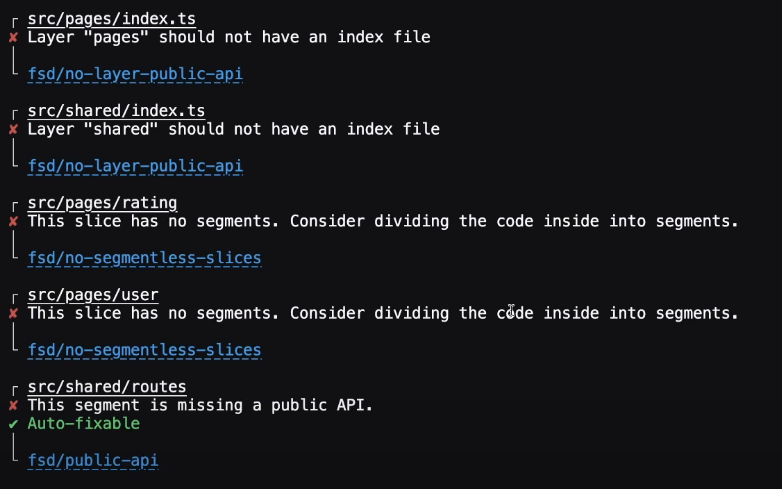 src/pages/index.ts
✘ Layer "pages" should not have an index file
fsd/no-layer-public-api
src/shared/index.ts
✘ Layer "shared" should not have an index file
fsd/no-layer-public-api
src/pages/rating
✘ This slice has no segments. Consider dividing the code inside into segments.
fsd/no-segmentless-slices
src/pages/user
✘ This slice has no segments. Consider dividing the code inside into segments.
fsd/no-segmentless-slices
src/shared/routes
✘ This segment is missing a public API.
✔ Auto-fixable
fsd/public-api